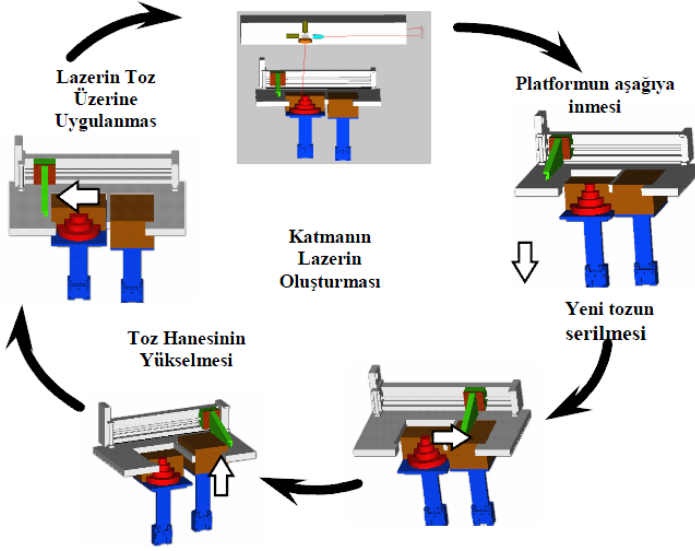 Lazerin Toz
Üzerine
Uygulanmas
Platformun aşağıya
inmesi
Katmanın
Lazerin
Oluşturması
Yeni tozun
serilmesi
Toz Hanesinin
Yükselmesi